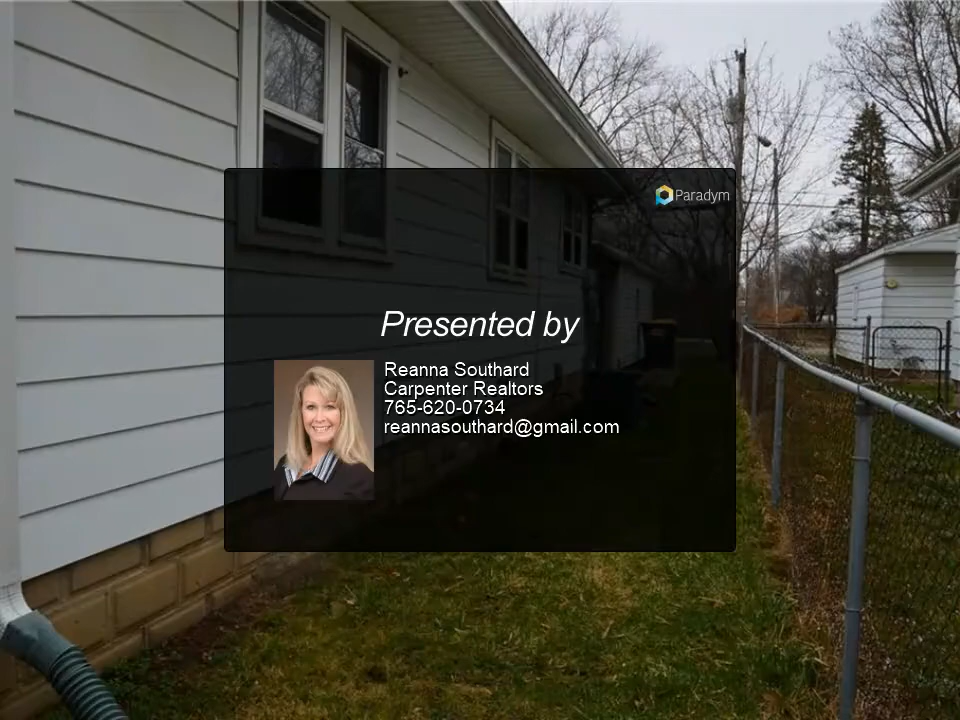 Paradym
Presented by
Reanna Southard
Carpenter Realtors
765-620-0734
reannasouthard@gmail.com